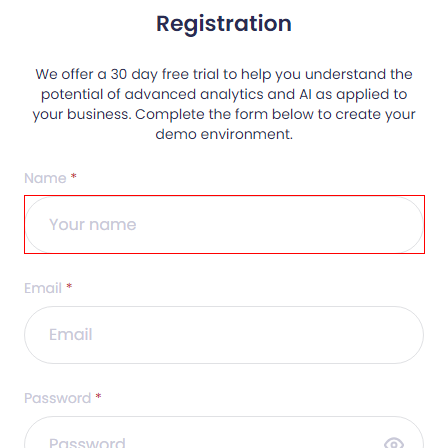 Registration
We offer a 30 day free trial to help you understand the
potential of advanced analytics and AI as applied to
your business. Complete the form below to create your
demo environment.
Name *
Your name
Email *
Email
Password *
Password